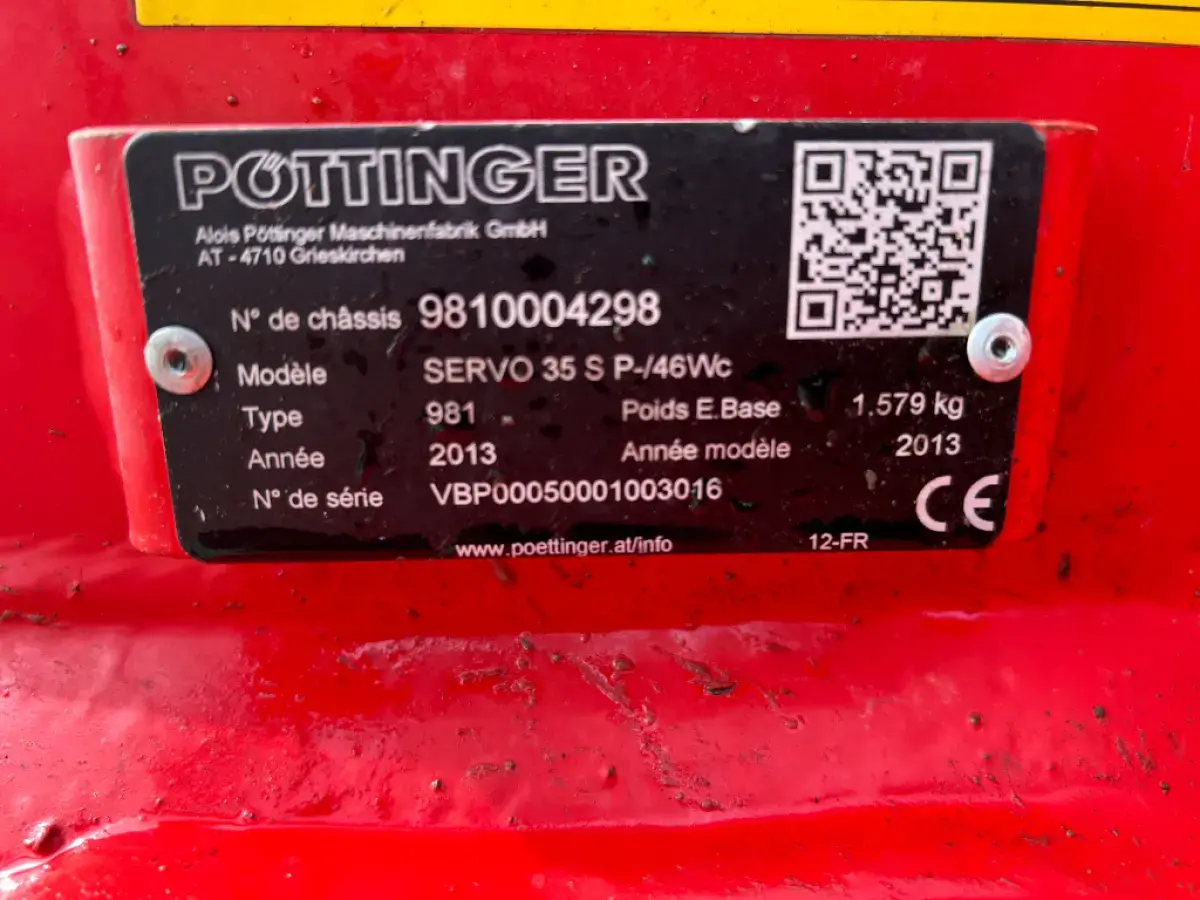 PÖTTINGER
Alois Pöttinger Maschinenfabrik GmbH
AT - 4710 Grieskirchen
N° de châssis 9810004298
Modèle SERVO 35 S P-/46Wc
Type 981 Poids E.Base 1.579 kg
Année 2013 Année modèle 2013
N° de série VBP00050001003016
CE
www.poettinger.at/info 12-FR